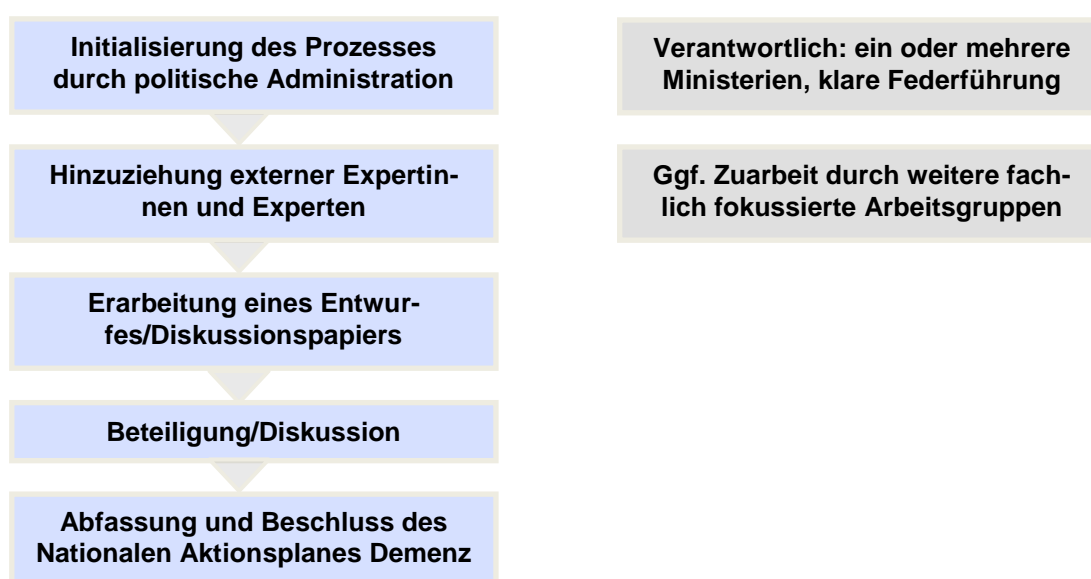 Initialisierung des Prozesses
durch politische Administration
Verantwortlich: ein oder mehrere
Ministerien, klare Federführung
Hinzuziehung externer Expertin-
nen und Experten
Ggf. Zuarbeit durch weitere fach-
lich fokussierte Arbeitsgruppen
Erarbeitung eines Entwur-
fes/Diskussionspapiers
Beteiligung/Diskussion
Abfassung und Beschluss des
Nationalen Aktionsplanes Demenz